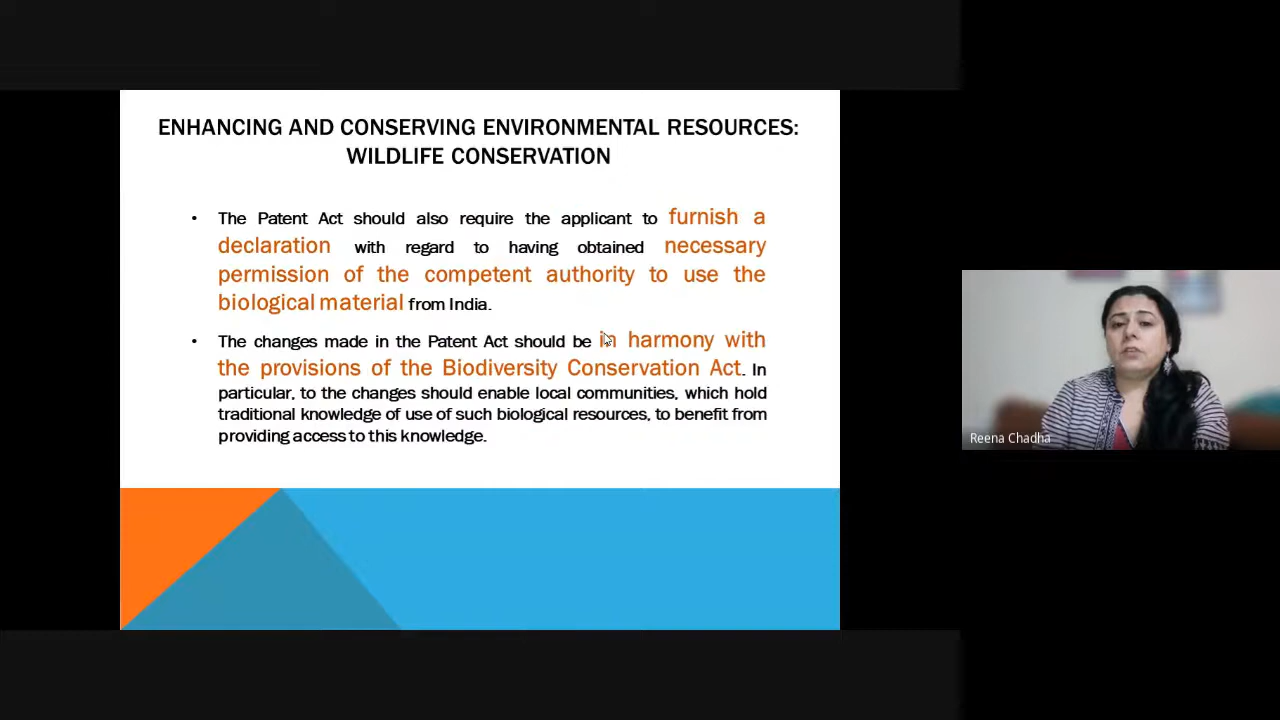 ENHANCING AND CONSERVING ENVIRONMENTAL RESOURCES:
WILDLIFE CONSERVATION
• The Patent Act should also require the applicant to furnish a
declaration with regard to having obtained necessary
permission of the competent authority to use the
biological material from India.
• The changes made in the Patent Act should be in harmony with
the provisions of the Biodiversity Conservation Act. In
particular, to the changes should enable local communities, which hold
traditional knowledge of use of such biological resources, to benefit from
providing access to this knowledge.
Reena Chadha